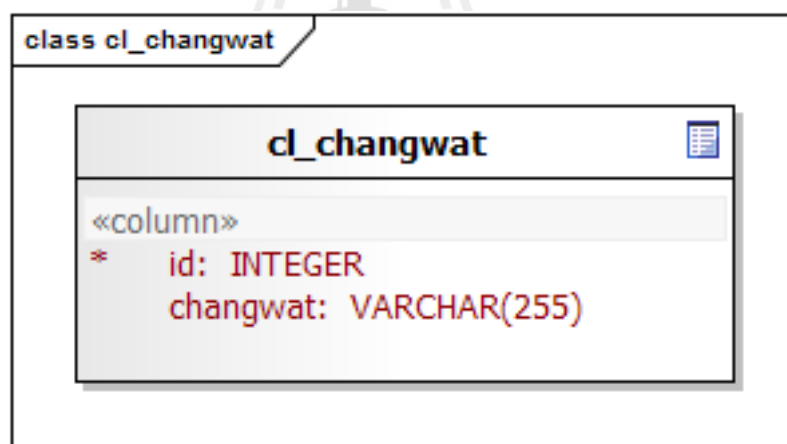 class cl_changwat
cl_changwat
«column»
* id: INTEGER
changwat: VARCHAR(255)